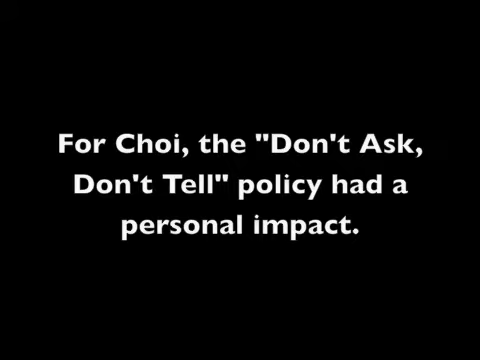 For Choi, the "Don't Ask,
Don't Tell" policy had a
personal impact.